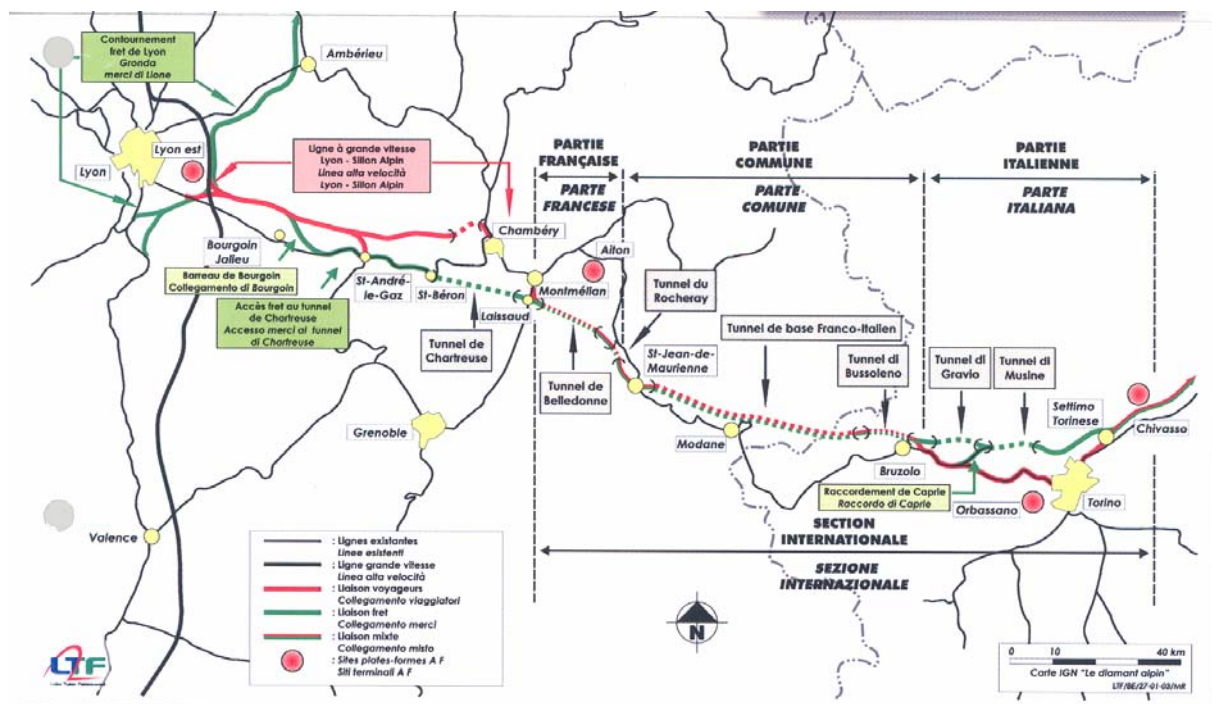 Contournement
fret de Lyon
Gronda
merci di Lione
Ambérieu
Lyon est
Lyon
Ligne à grande vitesse
Lyon - Sillon Alpin
Linea alta velocità
Lyon - Sillon Alpin
PARTIE
FRANÇAISE
PARTE
FRANCESE
PARTIE
COMMUNE
PARTE
COMUNE
PARTIE
ITALIENNE
PARTE
ITALIANA
Chambéry
Aiton
Bourgoin
Jalieu
Barreau de Bourgoin
Collegamento di Bourgoin
St-André-
le-Gaz
St-Béron
Montmélian
Laissaud
Tunnel du
Rocheray
Accès fret au tunnel
de Chartreuse
Accesso merci al tunnel
di Chartreuse
Tunnel de
Chartreuse
Tunnel de
Belledonne
St-Jean-de-
Maurienne
Tunnel de base Franco-Italien
Tunnel di
Bussoleno
Tunnel di
Gravio
Tunnel di
Musine
Settimo
Torinese
Chivasso
Grenoble
Modane
Bruzolo
Raccordement de Caprie
Raccordo di Caprie
Orbassano
Torino
Valence
SECTION
INTERNATIONALE
SEZIONE
INTERNAZIONALE
: Lignes existantes
Linee esistenti
: Ligne grande vitesse
Linea alta velocità
: Liaison voyageurs
Collegamento viaggiatori
: Liaison fret
Collegamento merci
: Liaison mixte
Collegamento misto
: Sites plates-formes A F
Siti terminali A F
LTF
N
0 10 40 km
Carte IGN "Le diamant alpin"
LTF/BE/27-01-03/MR